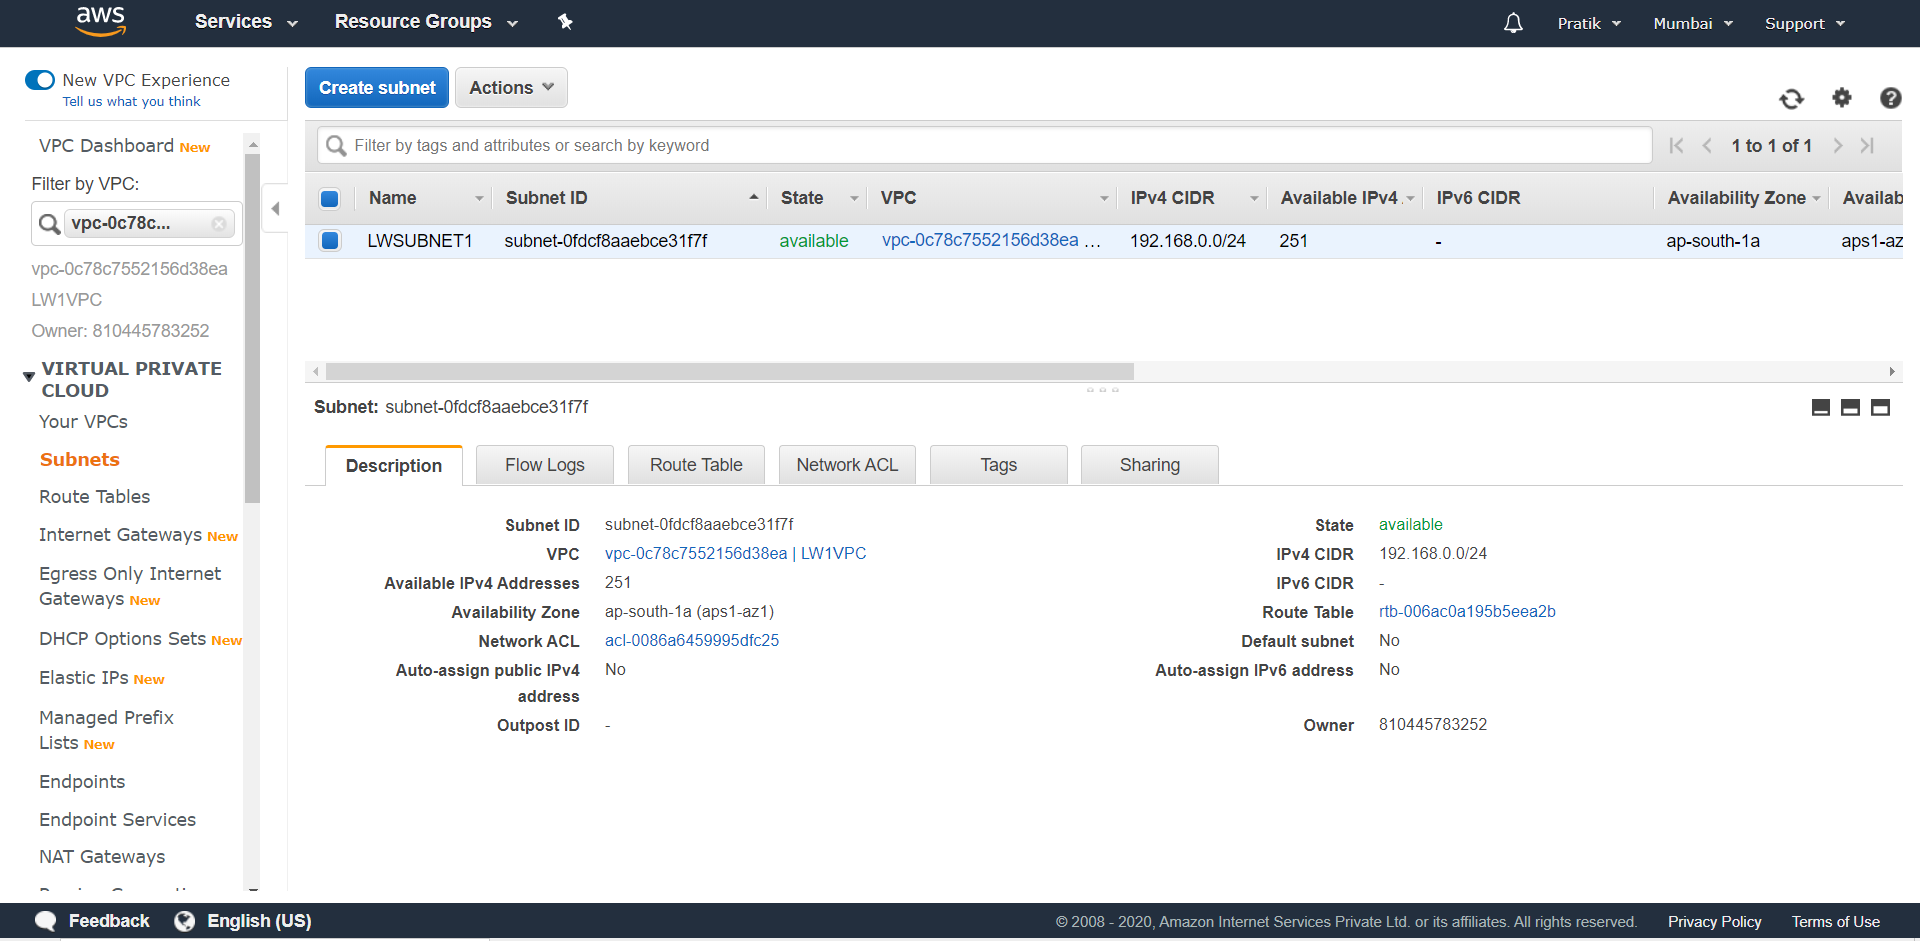 aws Services Resource Groups Pratik Mumbai Support
New VPC Experience
Tell us what you think
VPC Dashboard New
Filter by VPC:
vpc-0c78c...
vpc-0c78c7552156d38ea
LW1VPC
Owner: 810445783252
VIRTUAL PRIVATE
CLOUD
Your VPCs
Subnets
Route Tables
Internet Gateways New
Egress Only Internet
Gateways New
DHCP Options Sets New
Elastic IPs New
Managed Prefix
Lists New
Endpoints
Endpoint Services
NAT Gateways
Create subnet Actions
Filter by tags and attributes or search by keyword
1 to 1 of 1
Name Subnet ID State VPC IPv4 CIDR Available IPv4 IPv6 CIDR Availability Zone Availab
LWSUBNET1 subnet-0fdcf8aaebce31f7f available vpc-0c78c7552156d38ea ... 192.168.0.0/24 251 - ap-south-1a aps1-az
Subnet: subnet-0fdcf8aaebce31f7f
Description Flow Logs Route Table Network ACL Tags Sharing
Subnet ID subnet-0fdcf8aaebce31f7f State available
VPC vpc-0c78c7552156d38ea | LW1VPC IPv4 CIDR 192.168.0.0/24
Available IPv4 Addresses 251 IPv6 CIDR -
Availability Zone ap-south-1a (aps1-az1) Route Table rtb-006ac0a195b5eea2b
Network ACL acl-0086a6459995dfc25 Default subnet No
Auto-assign public IPv4 No Auto-assign IPv6 address No
address
Outpost ID - Owner 810445783252
Feedback English (US) © 2008 - 2020, Amazon Internet Services Private Ltd. or its affiliates. All rights reserved. Privacy Policy Terms of Use